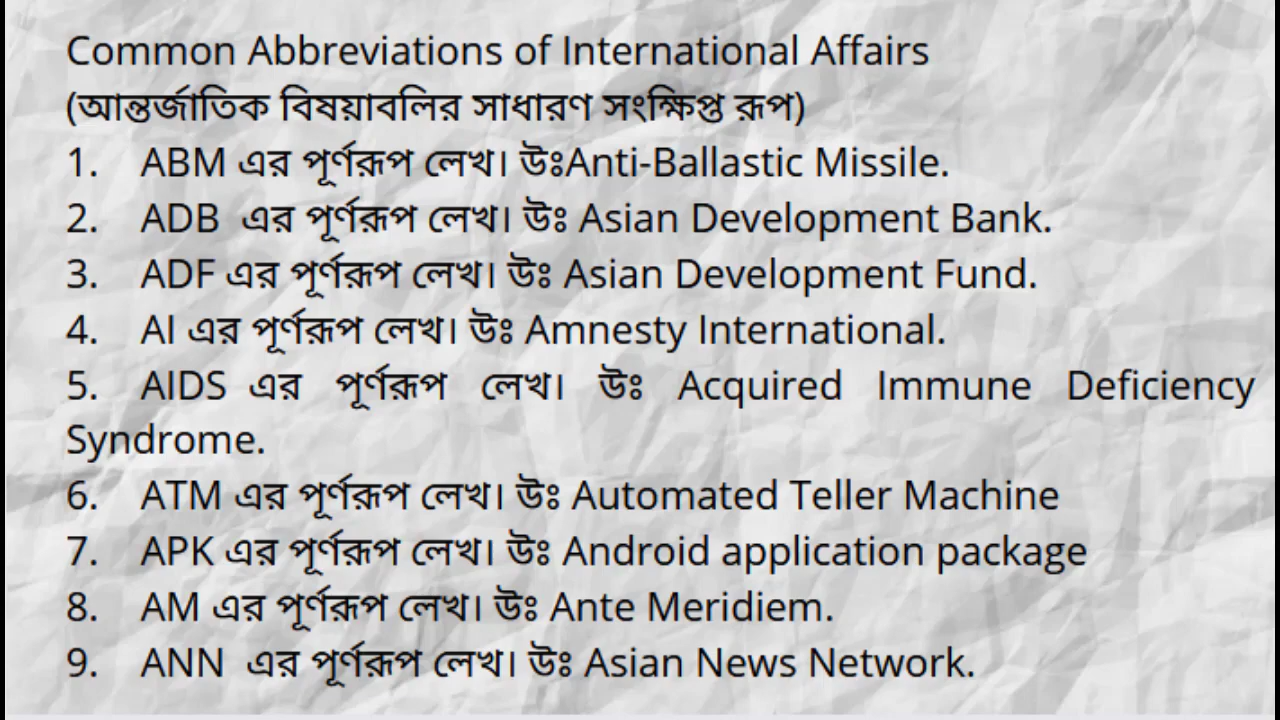 Common Abbreviations of International Affairs
(আন্তর্জাতিক বিষয়াবলির সাধারণ সংক্ষিপ্ত রূপ)
1. ABM এর পূর্ণরূপ লেখ। উঃAnti-Ballastic Missile.
2. ADB এর পূর্ণরূপ লেখ। উঃ Asian Development Bank.
3. ADF এর পূর্ণরূপ লেখ। উঃ Asian Development Fund.
4. AI এর পূর্ণরূপ লেখ। উঃ Amnesty International.
5. AIDS এর পূর্ণরূপ লেখ। উঃ Acquired Immune Deficiency
Syndrome.
6. ATM এর পূর্ণরূপ লেখ। উঃ Automated Teller Machine
7. APK এর পূর্ণরূপ লেখ। উঃ Android application package
8. AM এর পূর্ণরূপ লেখ। উঃ Ante Meridiem.
9. ANN এর পূর্ণরূপ লেখ। উঃ Asian News Network.